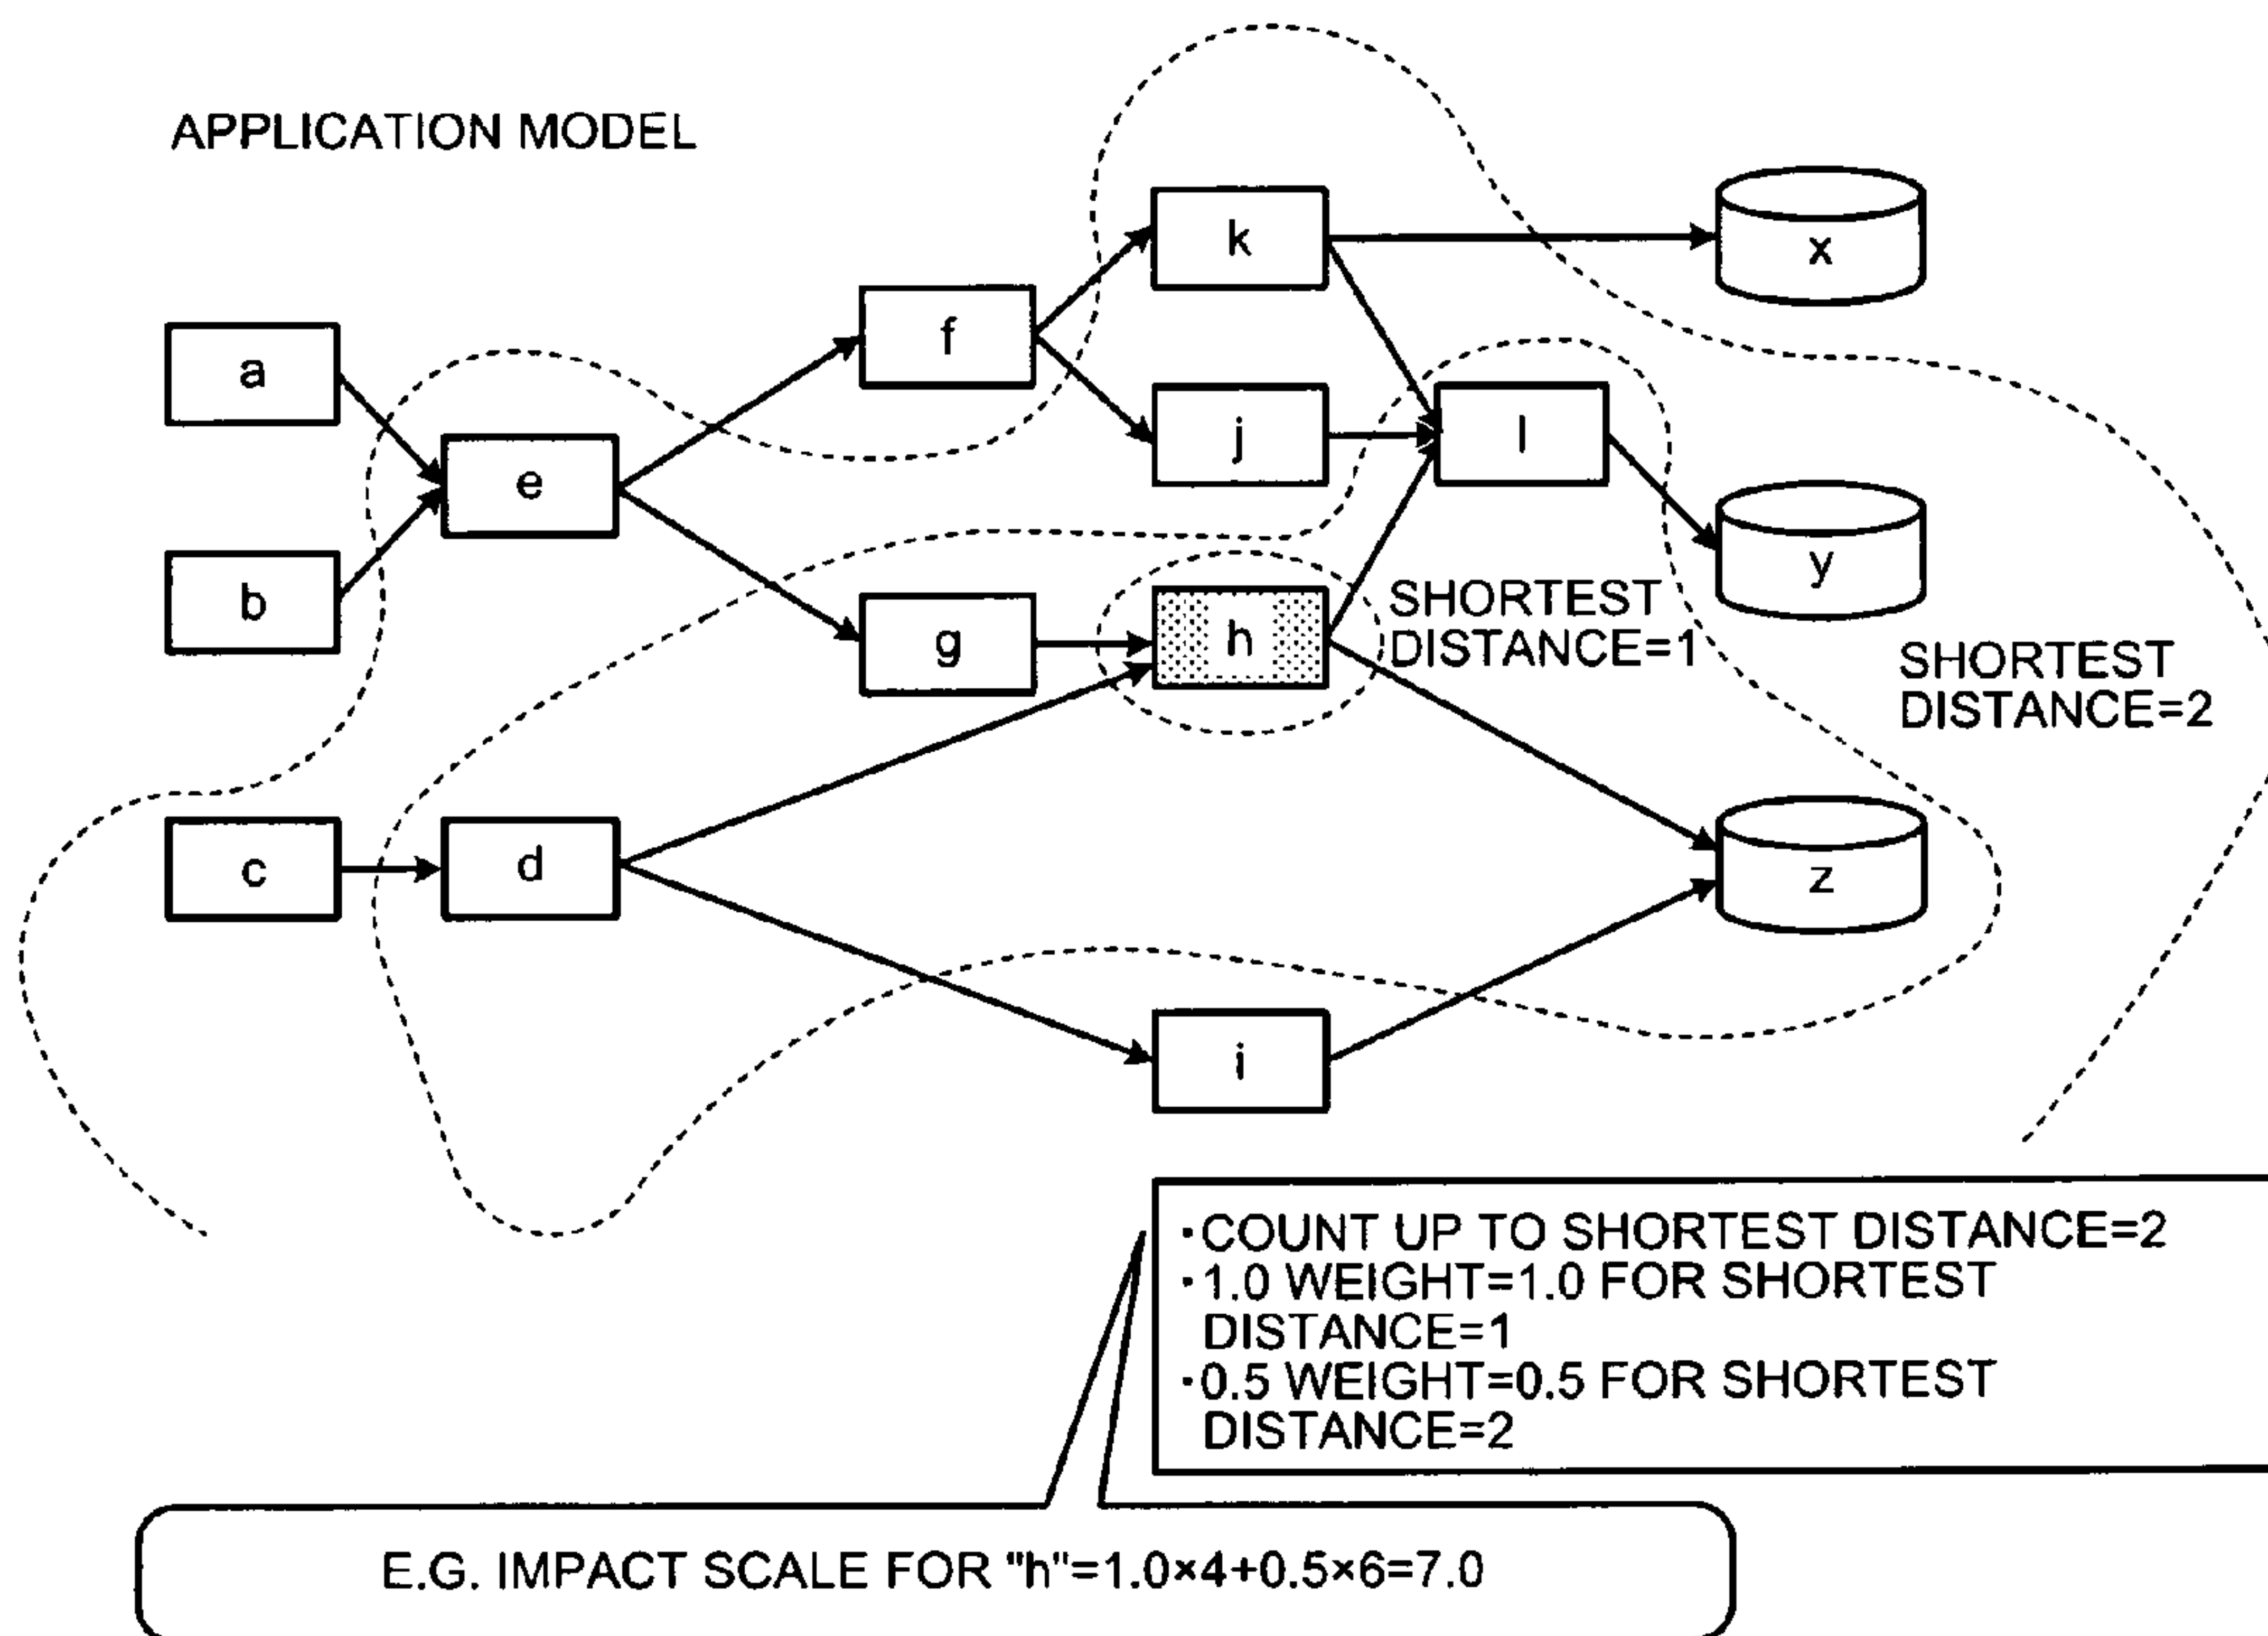 APPLICATION MODEL
k
x
f
a
j
l
e
y
b
g
h
SHORTEST
DISTANCE=1
SHORTEST
DISTANCE=2
c
d
z
i
·COUNT UP TO SHORTEST DISTANCE=2
·1.0 WEIGHT=1.0 FOR SHORTEST
DISTANCE=1
·0.5 WEIGHT=0.5 FOR SHORTEST
DISTANCE=2
E.G. IMPACT SCALE FOR "h"=1.0×4+0.5×6=7.0